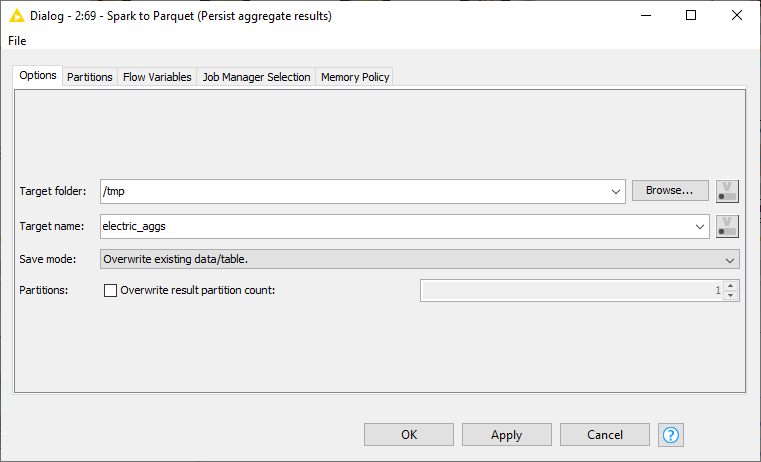 Dialog - 2:69 - Spark to Parquet (Persist aggregate results)
File
Options Partitions Flow Variables Job Manager Selection Memory Policy
Target folder: /tmp Browse... V
Target name: electric_aggs V
Save mode: Overwrite existing data/table.
Partitions: Overwrite result partition count: 1
OK Apply Cancel ?